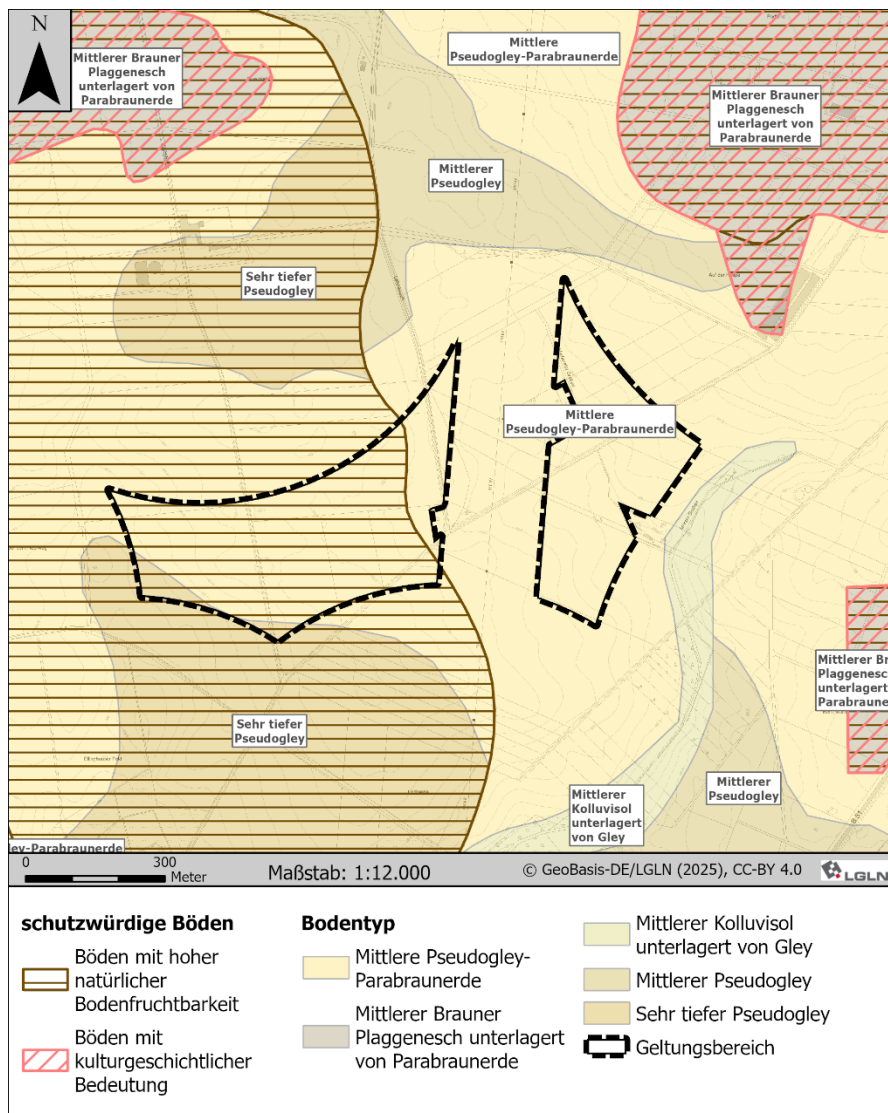 N
Mittlerer Brauner
Plaggenesch
unterlagert von
Parabraunerde
Mittlere
Pseudogley-Parabraunerde
Mittlerer Brauner
Plaggenesch
unterlagert von
Parabraunerde
Mittlerer
Pseudogley
Sehr tiefer
Pseudogley
Mittlere
Pseudogley-Parabraunerde
Sehr tiefer
Pseudogley
Mittlerer Br
Plaggenesch
unterlagert
Parabraune
Mittlerer
Pseudogley
Mittlerer
Kolluvisol
unterlagert
von Gley
ley-Parabraunerde
0 300
Meter
Maßstab: 1:12.000
© GeoBasis-DE/LGLN (2025), CC-BY 4.0
LGLN
schutzwürdige Böden
Böden mit hoher
natürlicher
Bodenfruchtbarkeit
Böden mit
kulturgeschichtlicher
Bedeutung
Bodentyp
Mittlere Pseudogley-
Parabraunerde
Mittlerer Brauner
Plaggenesch unterlagert
von Parabraunerde
Mittlerer Kolluvisol
unterlagert von Gley
Mittlerer Pseudogley
Sehr tiefer Pseudogley
Geltungsbereich